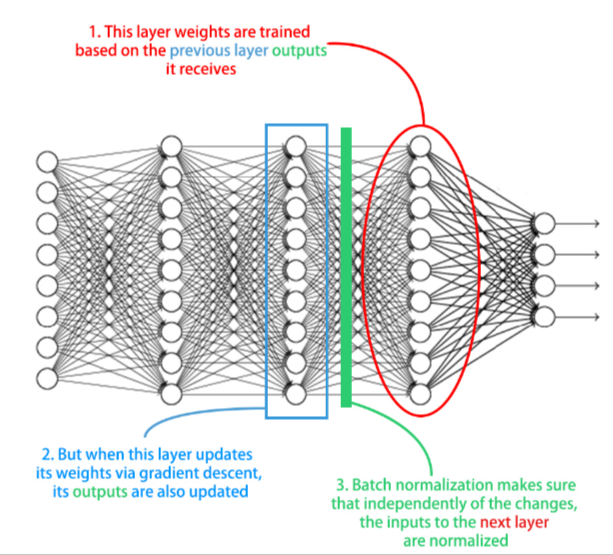 1. This layer weights are trained
based on the previous layer outputs
it receives
2. But when this layer updates
its weights via gradient descent,
its outputs are also updated
3. Batch normalization makes sure
that independently of the changes,
the inputs to the next layer
are normalized